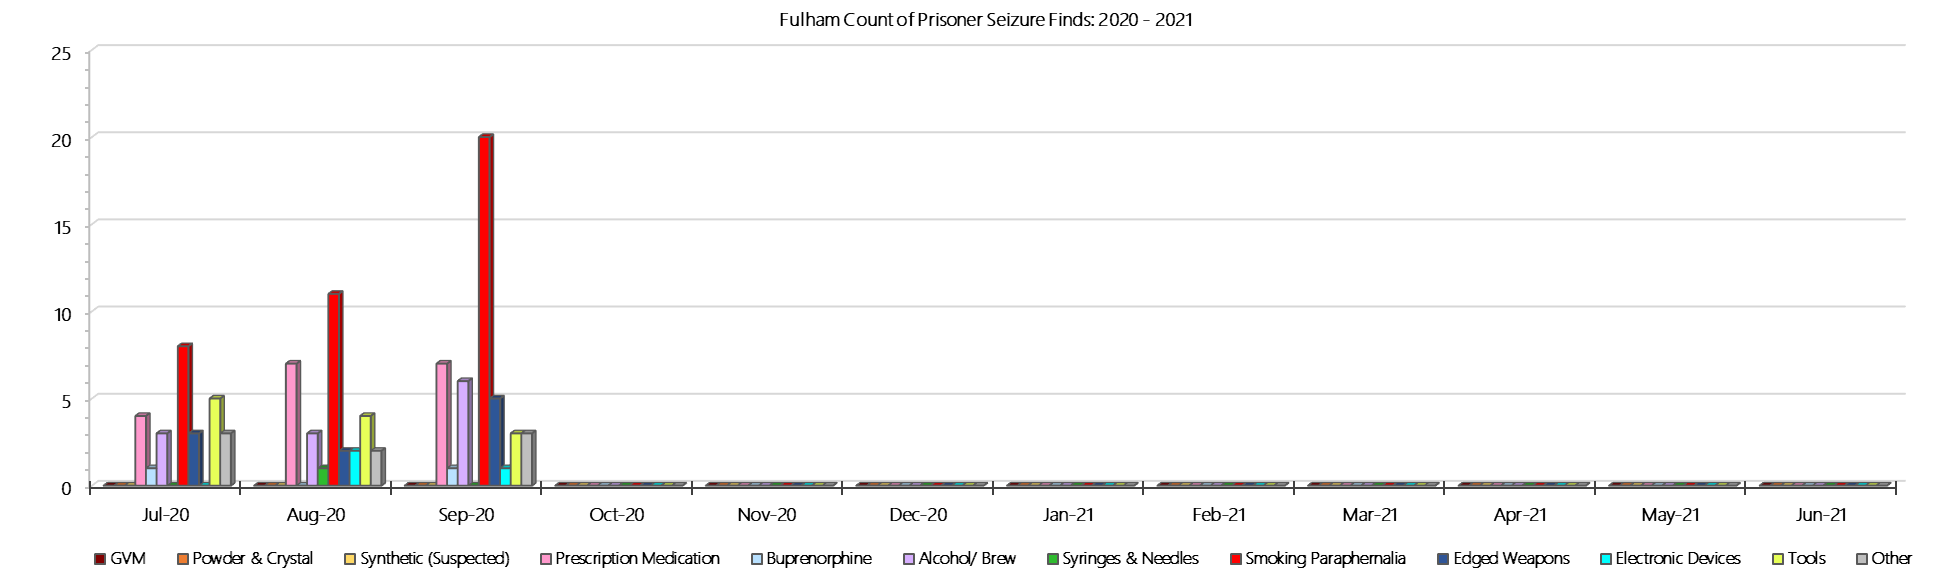 Fulham Count of Prisoner Seizure Finds: 2020 - 2021
25
20
15
10
5
0
Jul-20 Aug-20 Sep-20 Oct-20 Nov-20 Dec-20 Jan-21 Feb-21 Mar-21 Apr-21 May-21 Jun-21
GVM Powder & Crystal Synthetic (Suspected) Prescription Medication Buprenorphine Alcohol/ Brew Syringes & Needles Smoking Paraphernalia Edged Weapons Electronic Devices Tools Other